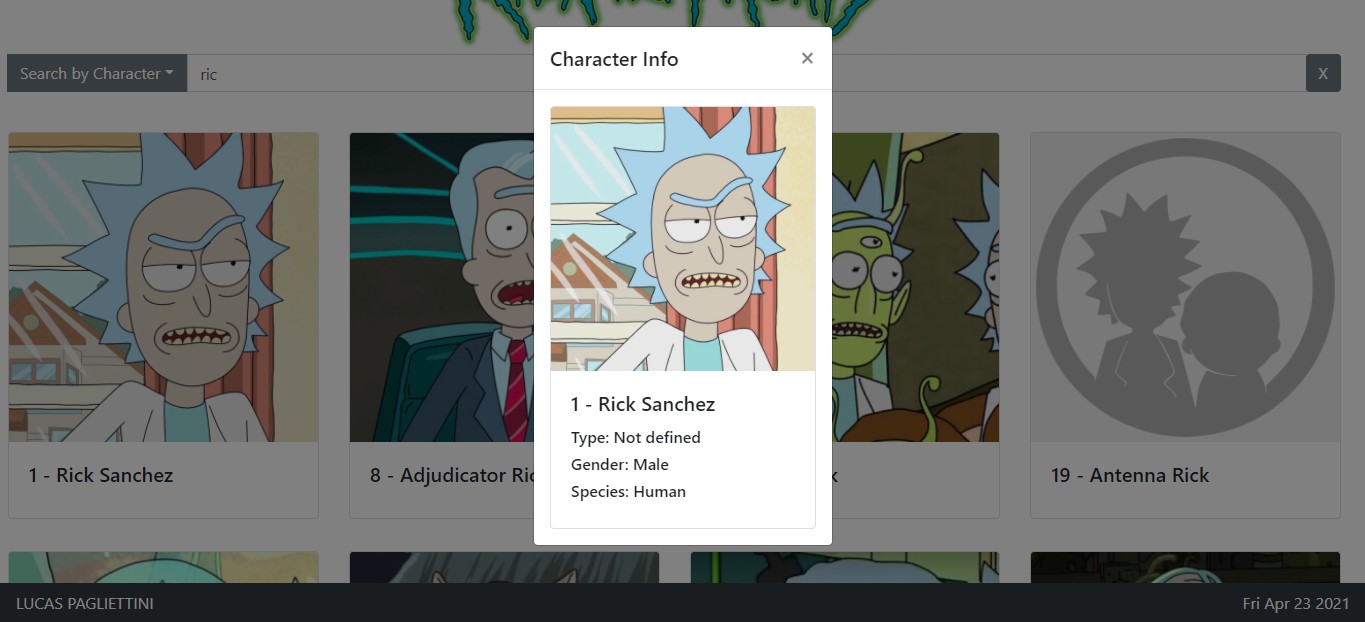 Character Info ×
Search by Character
ric
X
1 - Rick Sanchez
Type: Not defined
Gender: Male
Species: Human
1 - Rick Sanchez
8 - Adjudicator Ric
k
19 - Antenna Rick
LUCAS PAGLIETTINI
Fri Apr 23 2021